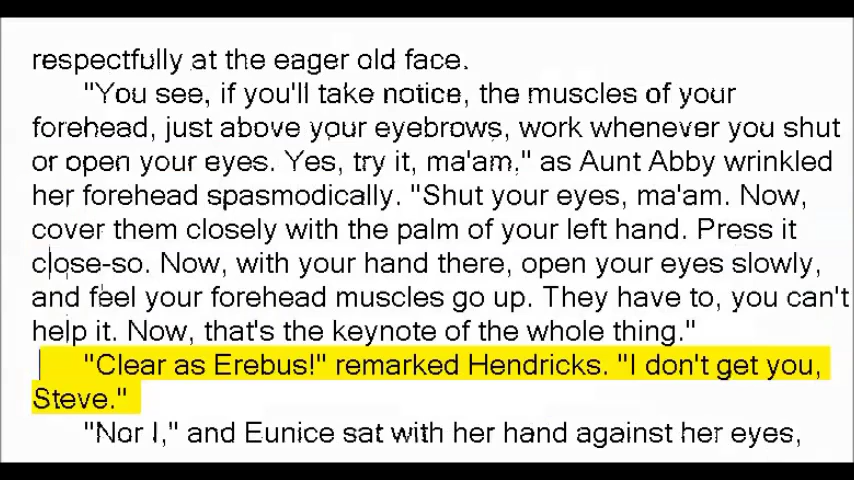 respectfully at the eager old face.
"You see, if you'll take notice, the muscles of your
forehead, just above your eyebrows, work whenever you shut
or open your eyes. Yes, try it, ma'am," as Aunt Abby wrinkled
her forehead spasmodically. "Shut your eyes, ma'am. Now,
cover them closely with the palm of your left hand. Press it
close-so. Now, with your hand there, open your eyes slowly,
and feel your forehead muscles go up. They have to, you can't
help it. Now, that's the keynote of the whole thing."
"Clear as Erebus!" remarked Hendricks. "I don't get you,
Steve."
"Nor I," and Eunice sat with her hand against her eyes,